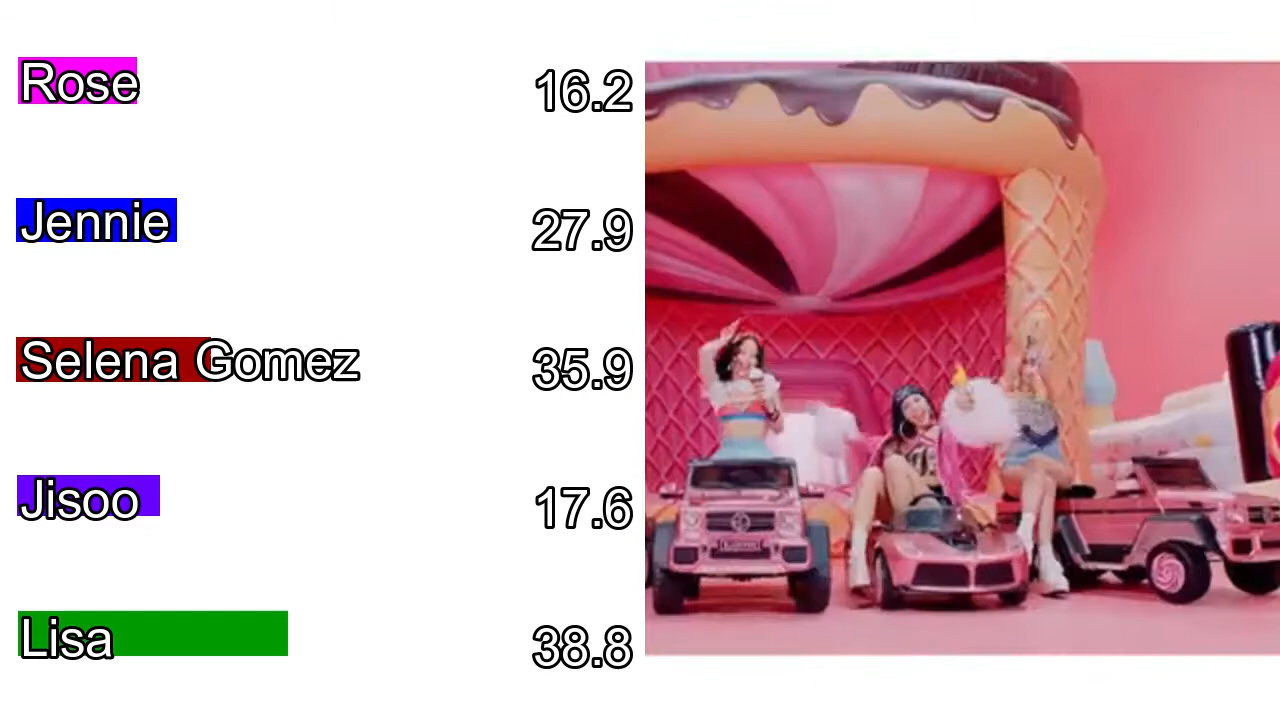 Rose 16.2
Jennie 27.9
Selena Gomez 35.9
Jisoo 17.6
Lisa 38.8